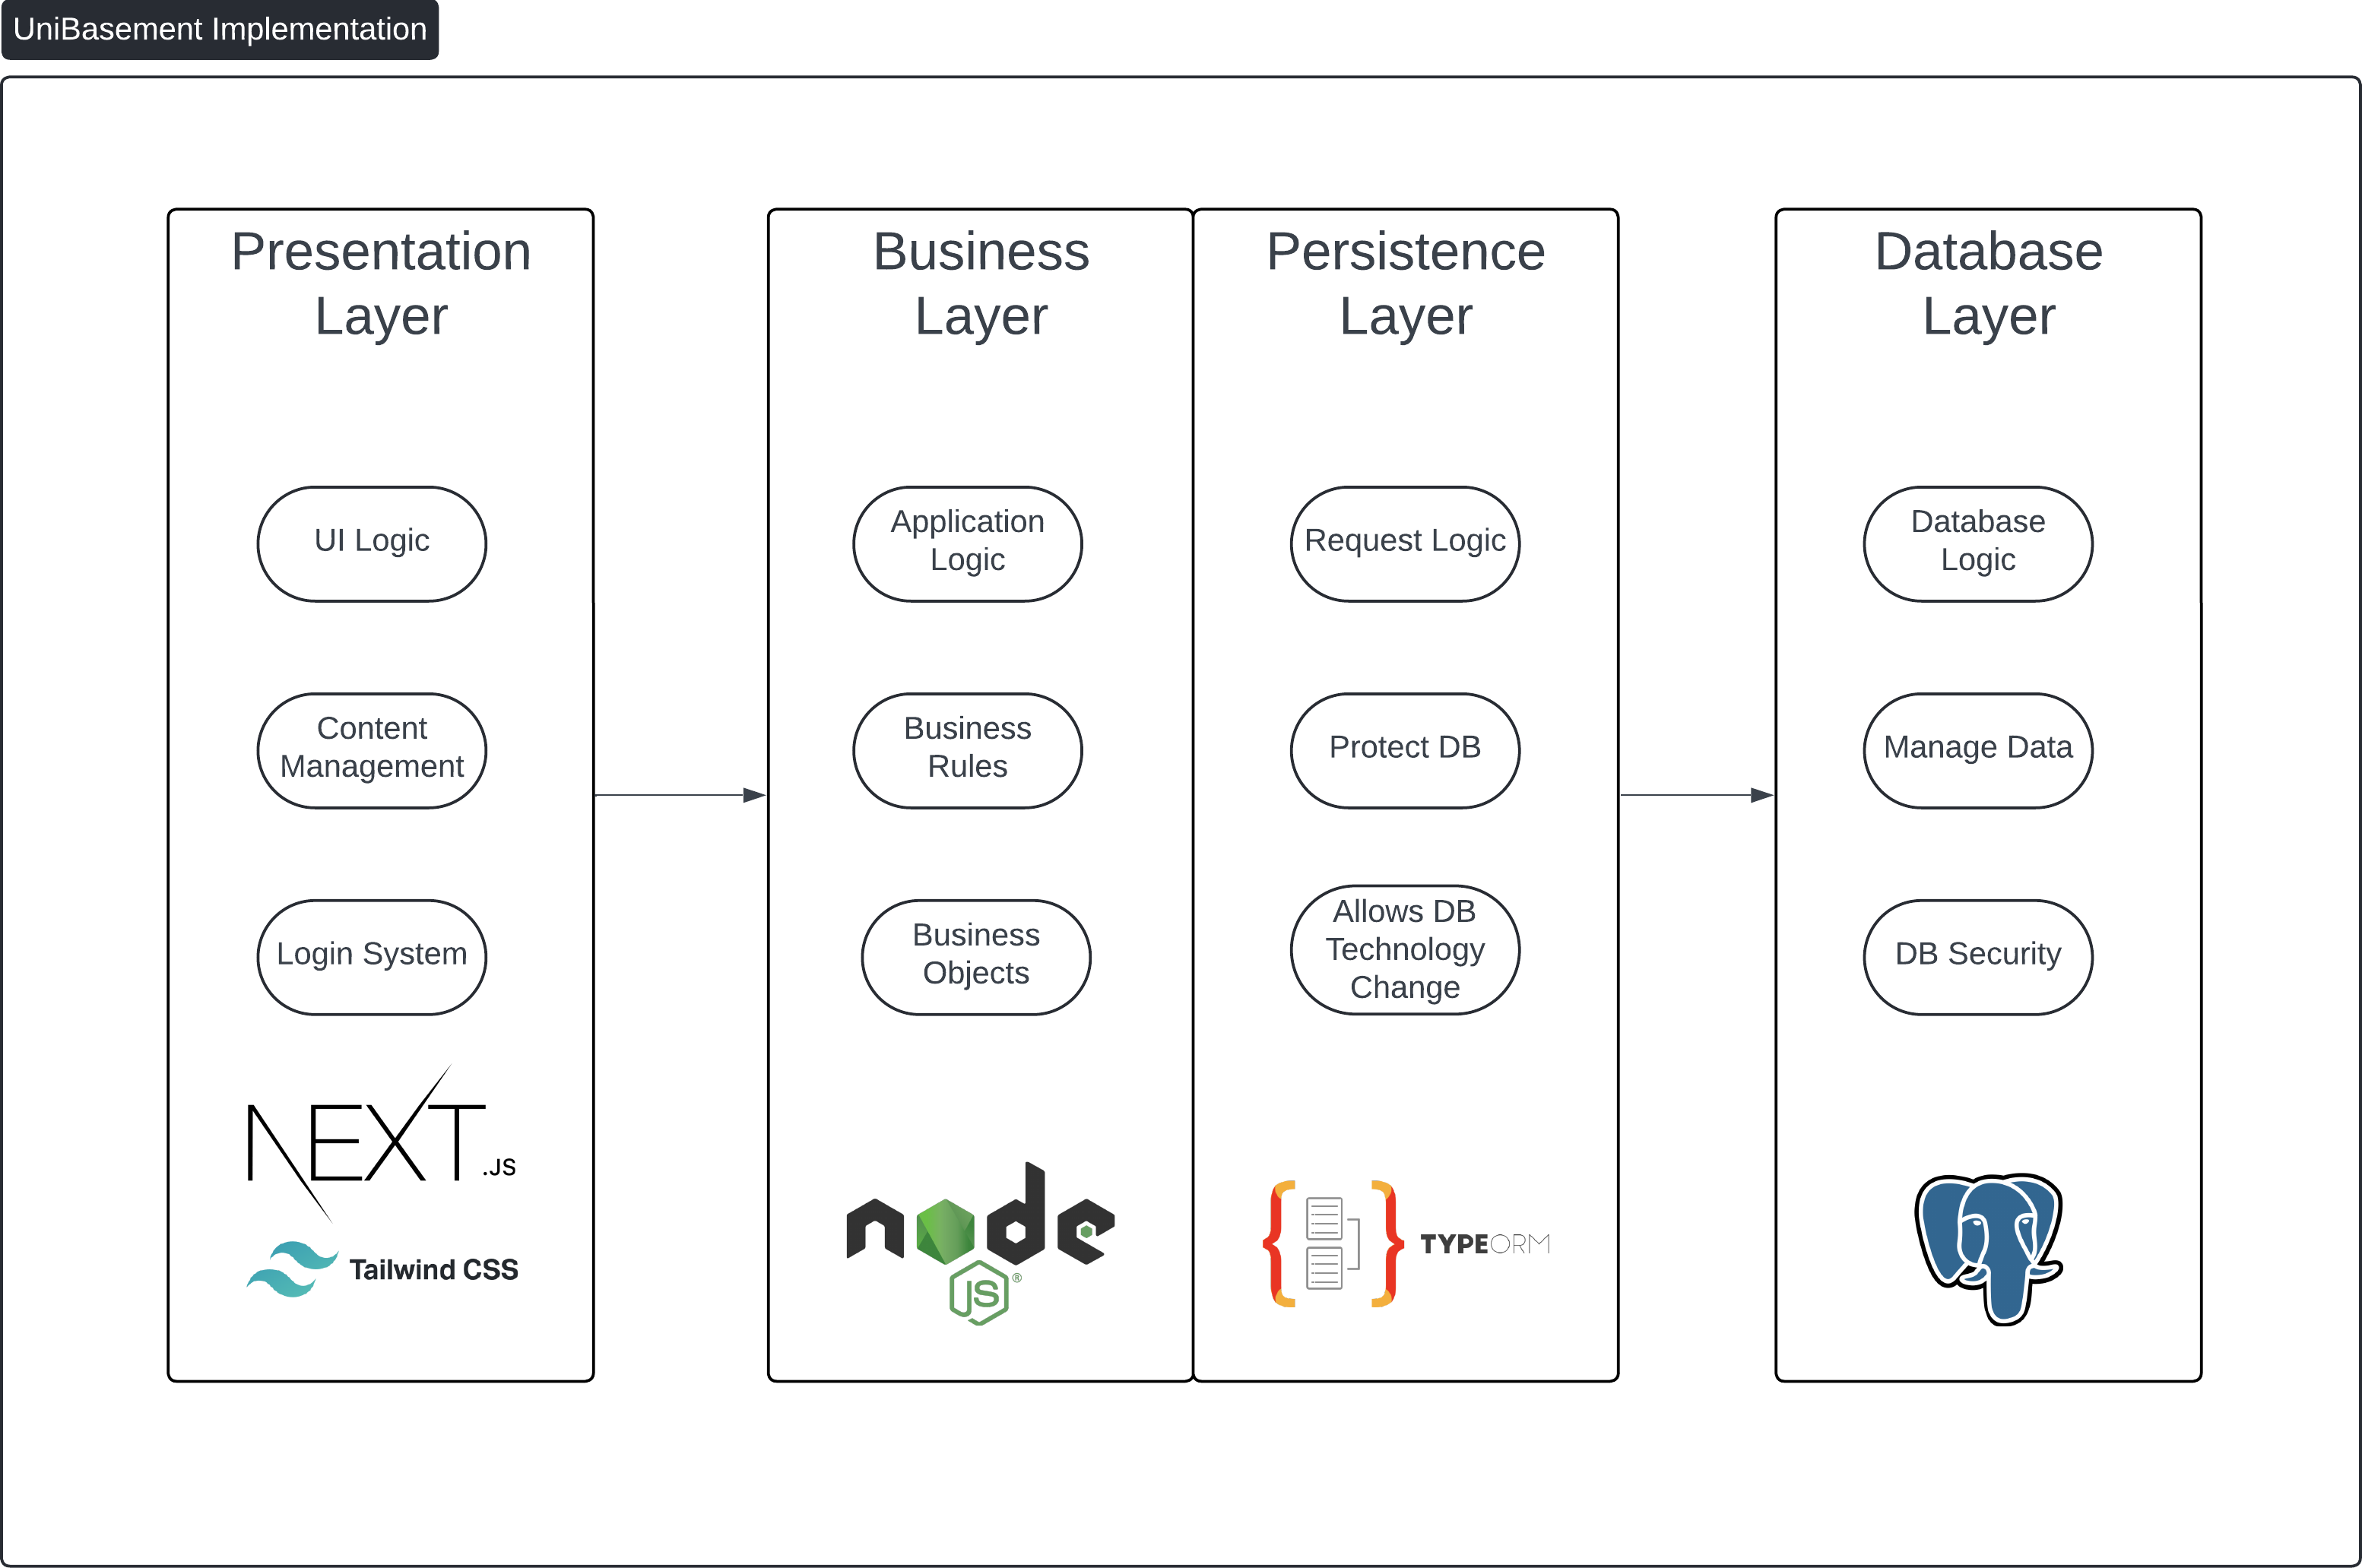 UniBasement Implementation
Presentation
Layer
UI Logic
Content
Management
Login System
NEXT.JS
Tailwind CSS
Business
Layer
Application
Logic
Business
Rules
Business
Objects
node
JS®
Persistence
Layer
Request Logic
Protect DB
Allows DB
Technology
Change
TYPEORM
Database
Layer
Database
Logic
Manage Data
DB Security